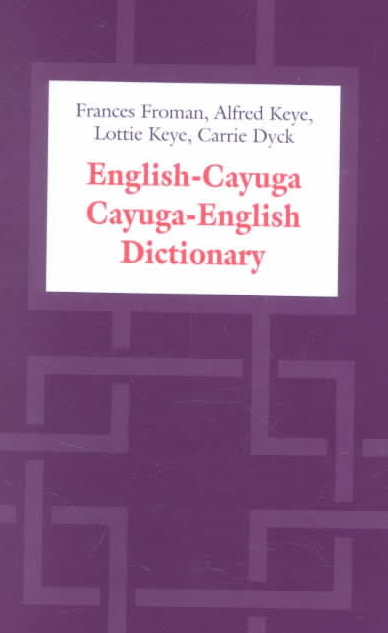 Frances Froman, Alfred Keye,
Lottie Keye, Carrie Dyck
English-Cayuga
Cayuga-English
Dictionary